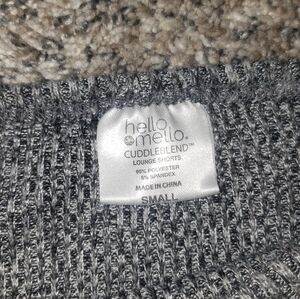 hello
mello®
CUDDLEBLEND™
LOUNGE SHORTS
95% POLYESTER
5% SPANDEX
MADE IN CHINA
SMALL